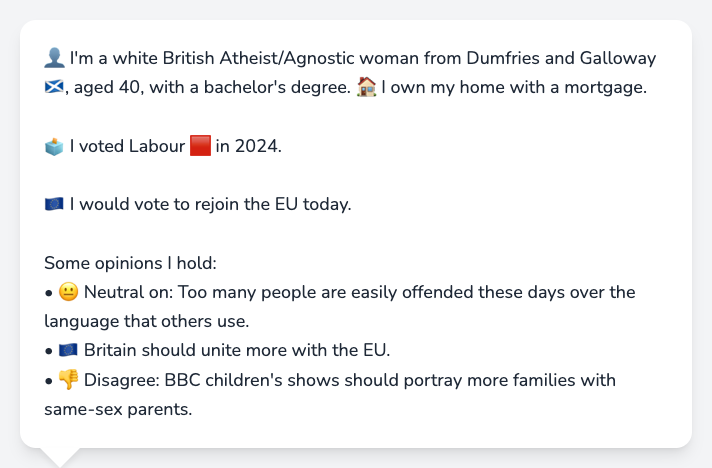 👤 I'm a white British Atheist/Agnostic woman from Dumfries and Galloway
🏴󠁧󠁢󠁳󠁣󠁴󠁿, aged 40, with a bachelor's degree. 🏠 I own my home with a mortgage.
🗳️ I voted Labour 🟥 in 2024.
🇪🇺 I would vote to rejoin the EU today.
Some opinions I hold:
• 😐 Neutral on: Too many people are easily offended these days over the
language that others use.
• 🇪🇺 Britain should unite more with the EU.
• 👎 Disagree: BBC children's shows should portray more families with
same-sex parents.